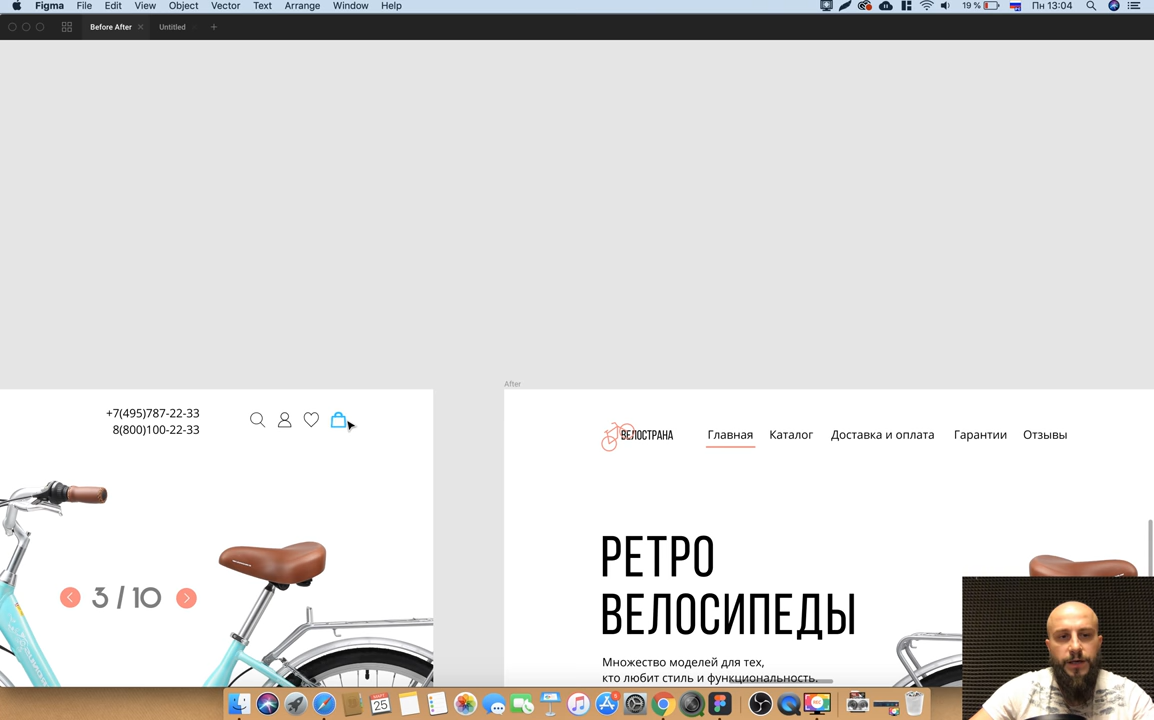 Figma File Edit View Object Vector Text Arrange Window Help
19 % Пн 13:04
Before After Untitled
After
+7(495)787-22-33
8(800)100-22-33
ВЕЛОСТРАНА Главная Каталог Доставка и оплата Гарантии Отзывы
3 / 10
РЕТРО
ВЕЛОСИПЕДЫ
Множество моделей для тех,
кто любит стиль и функциональность.
25